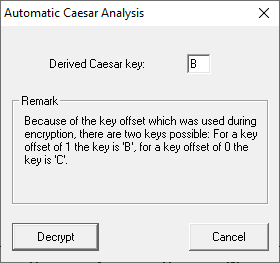 Automatic Caesar Analysis
Derived Caesar key:
B
Remark
Because of the key offset which was used during
encryption, there are two keys possible: For a key
offset of 1 the key is 'B', for a key offset of 0 the
key is 'C'.
Decrypt
Cancel